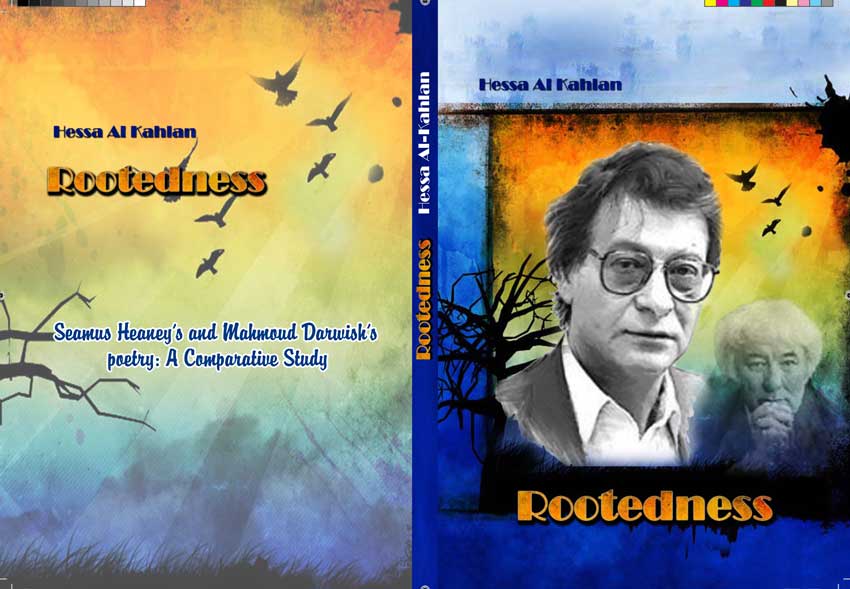 Hessa Al Kahlan
Rootedness
Seamus Heaney's and Mahmoud Darwish's
poetry: A Comparative Study
Rootedness Hessa Al-Kahlan
Hessa Al Kahlan
Rootedness